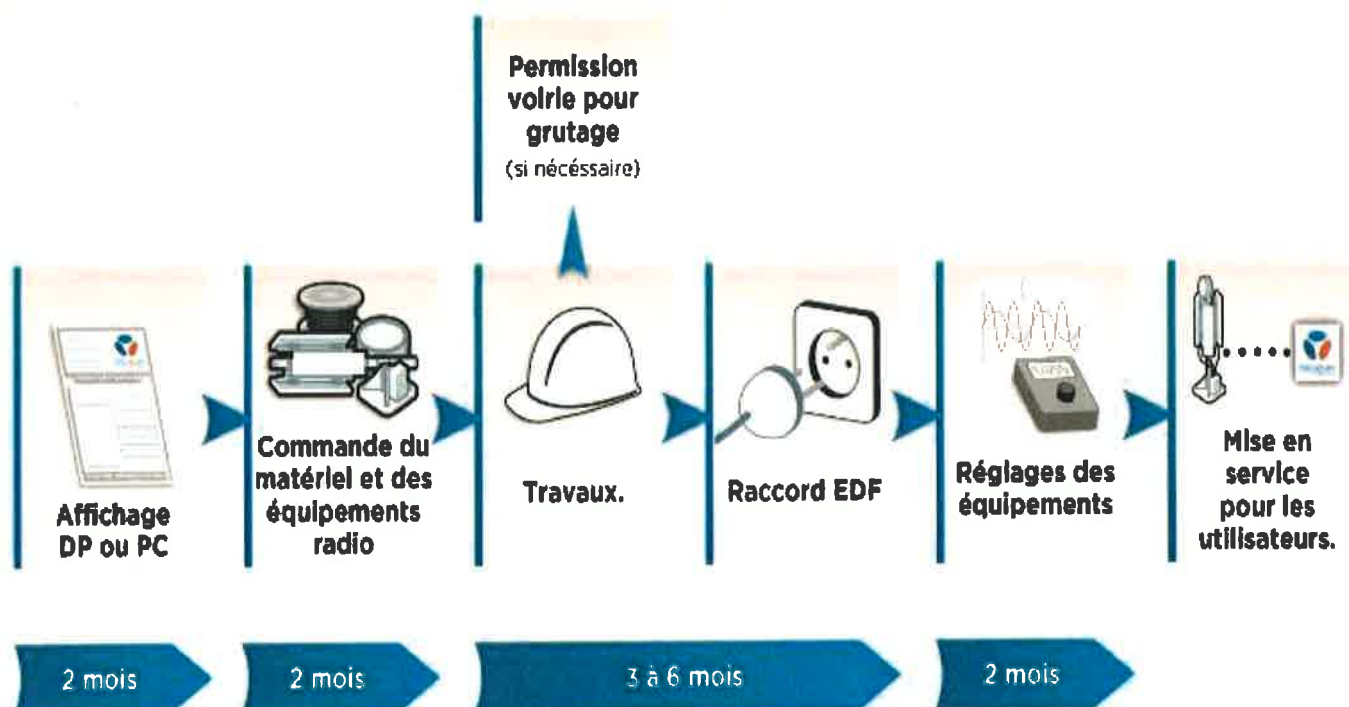 Permission
voirie pour
grutage
(si nécéssaire)
Affichage
DP ou PC
Commande du
matériel et des
équipements
radio
Travaux.
Raccord EDF
Réglages des
équipements
Mise en
service
pour les
utilisateurs.
2 mois
2 mois
3 à 6 mois
2 mois